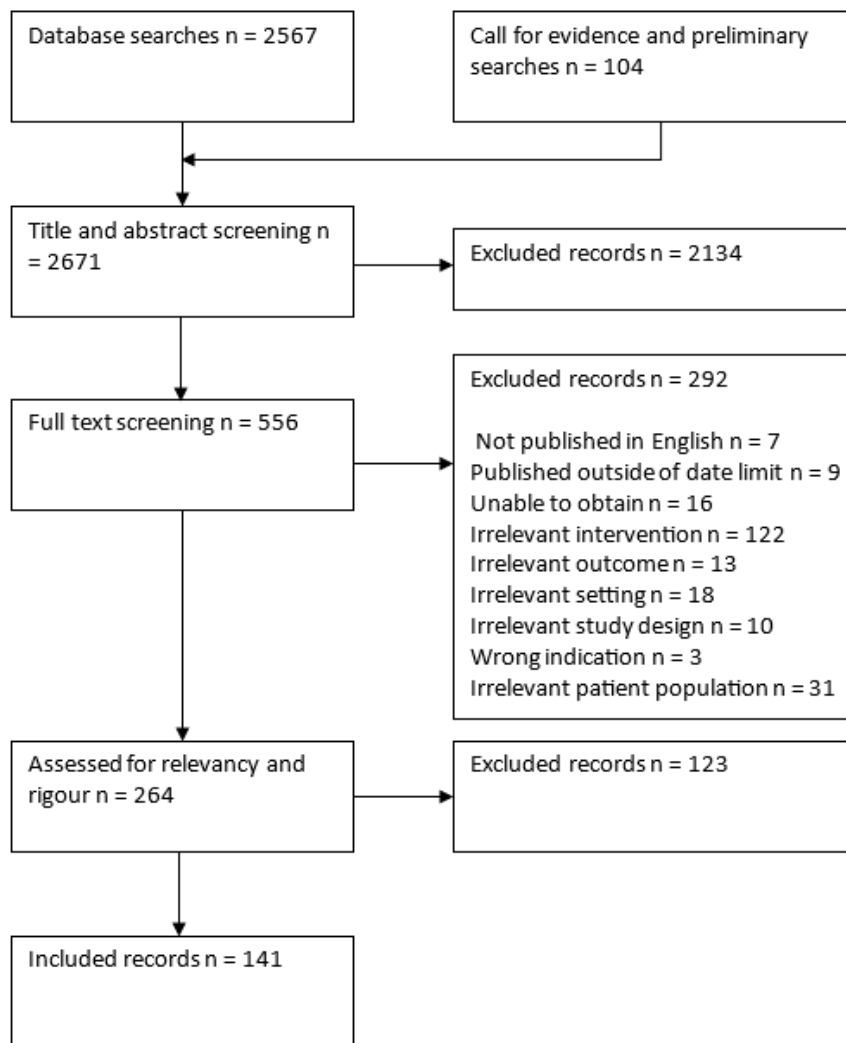 Database searches n = 2567
Call for evidence and preliminary
searches n = 104
Title and abstract screening n
= 2671
Excluded records n = 2134
Full text screening n = 556
Excluded records n = 292
Not published in English n = 7
Published outside of date limit n = 9
Unable to obtain n = 16
Irrelevant intervention n = 122
Irrelevant outcome n = 13
Irrelevant setting n = 18
Irrelevant study design n = 10
Wrong indication n = 3
Irrelevant patient population n = 31
Assessed for relevancy and
rigour n = 264
Excluded records n = 123
Included records n = 141